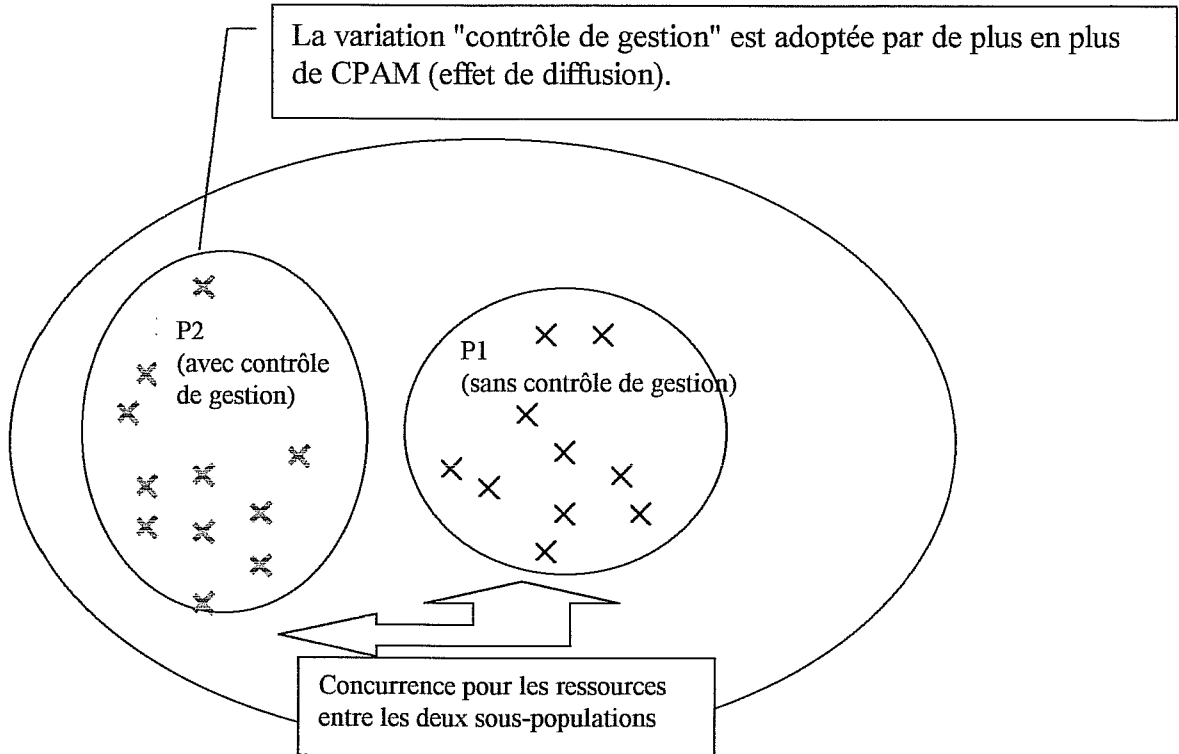 La variation "contrôle de gestion" est adoptée par de plus en plus
de CPAM (effet de diffusion).
P2
(avec contrôle
de gestion)
P1
(sans contrôle de gestion)
Concurrence pour les ressources
entre les deux sous-populations